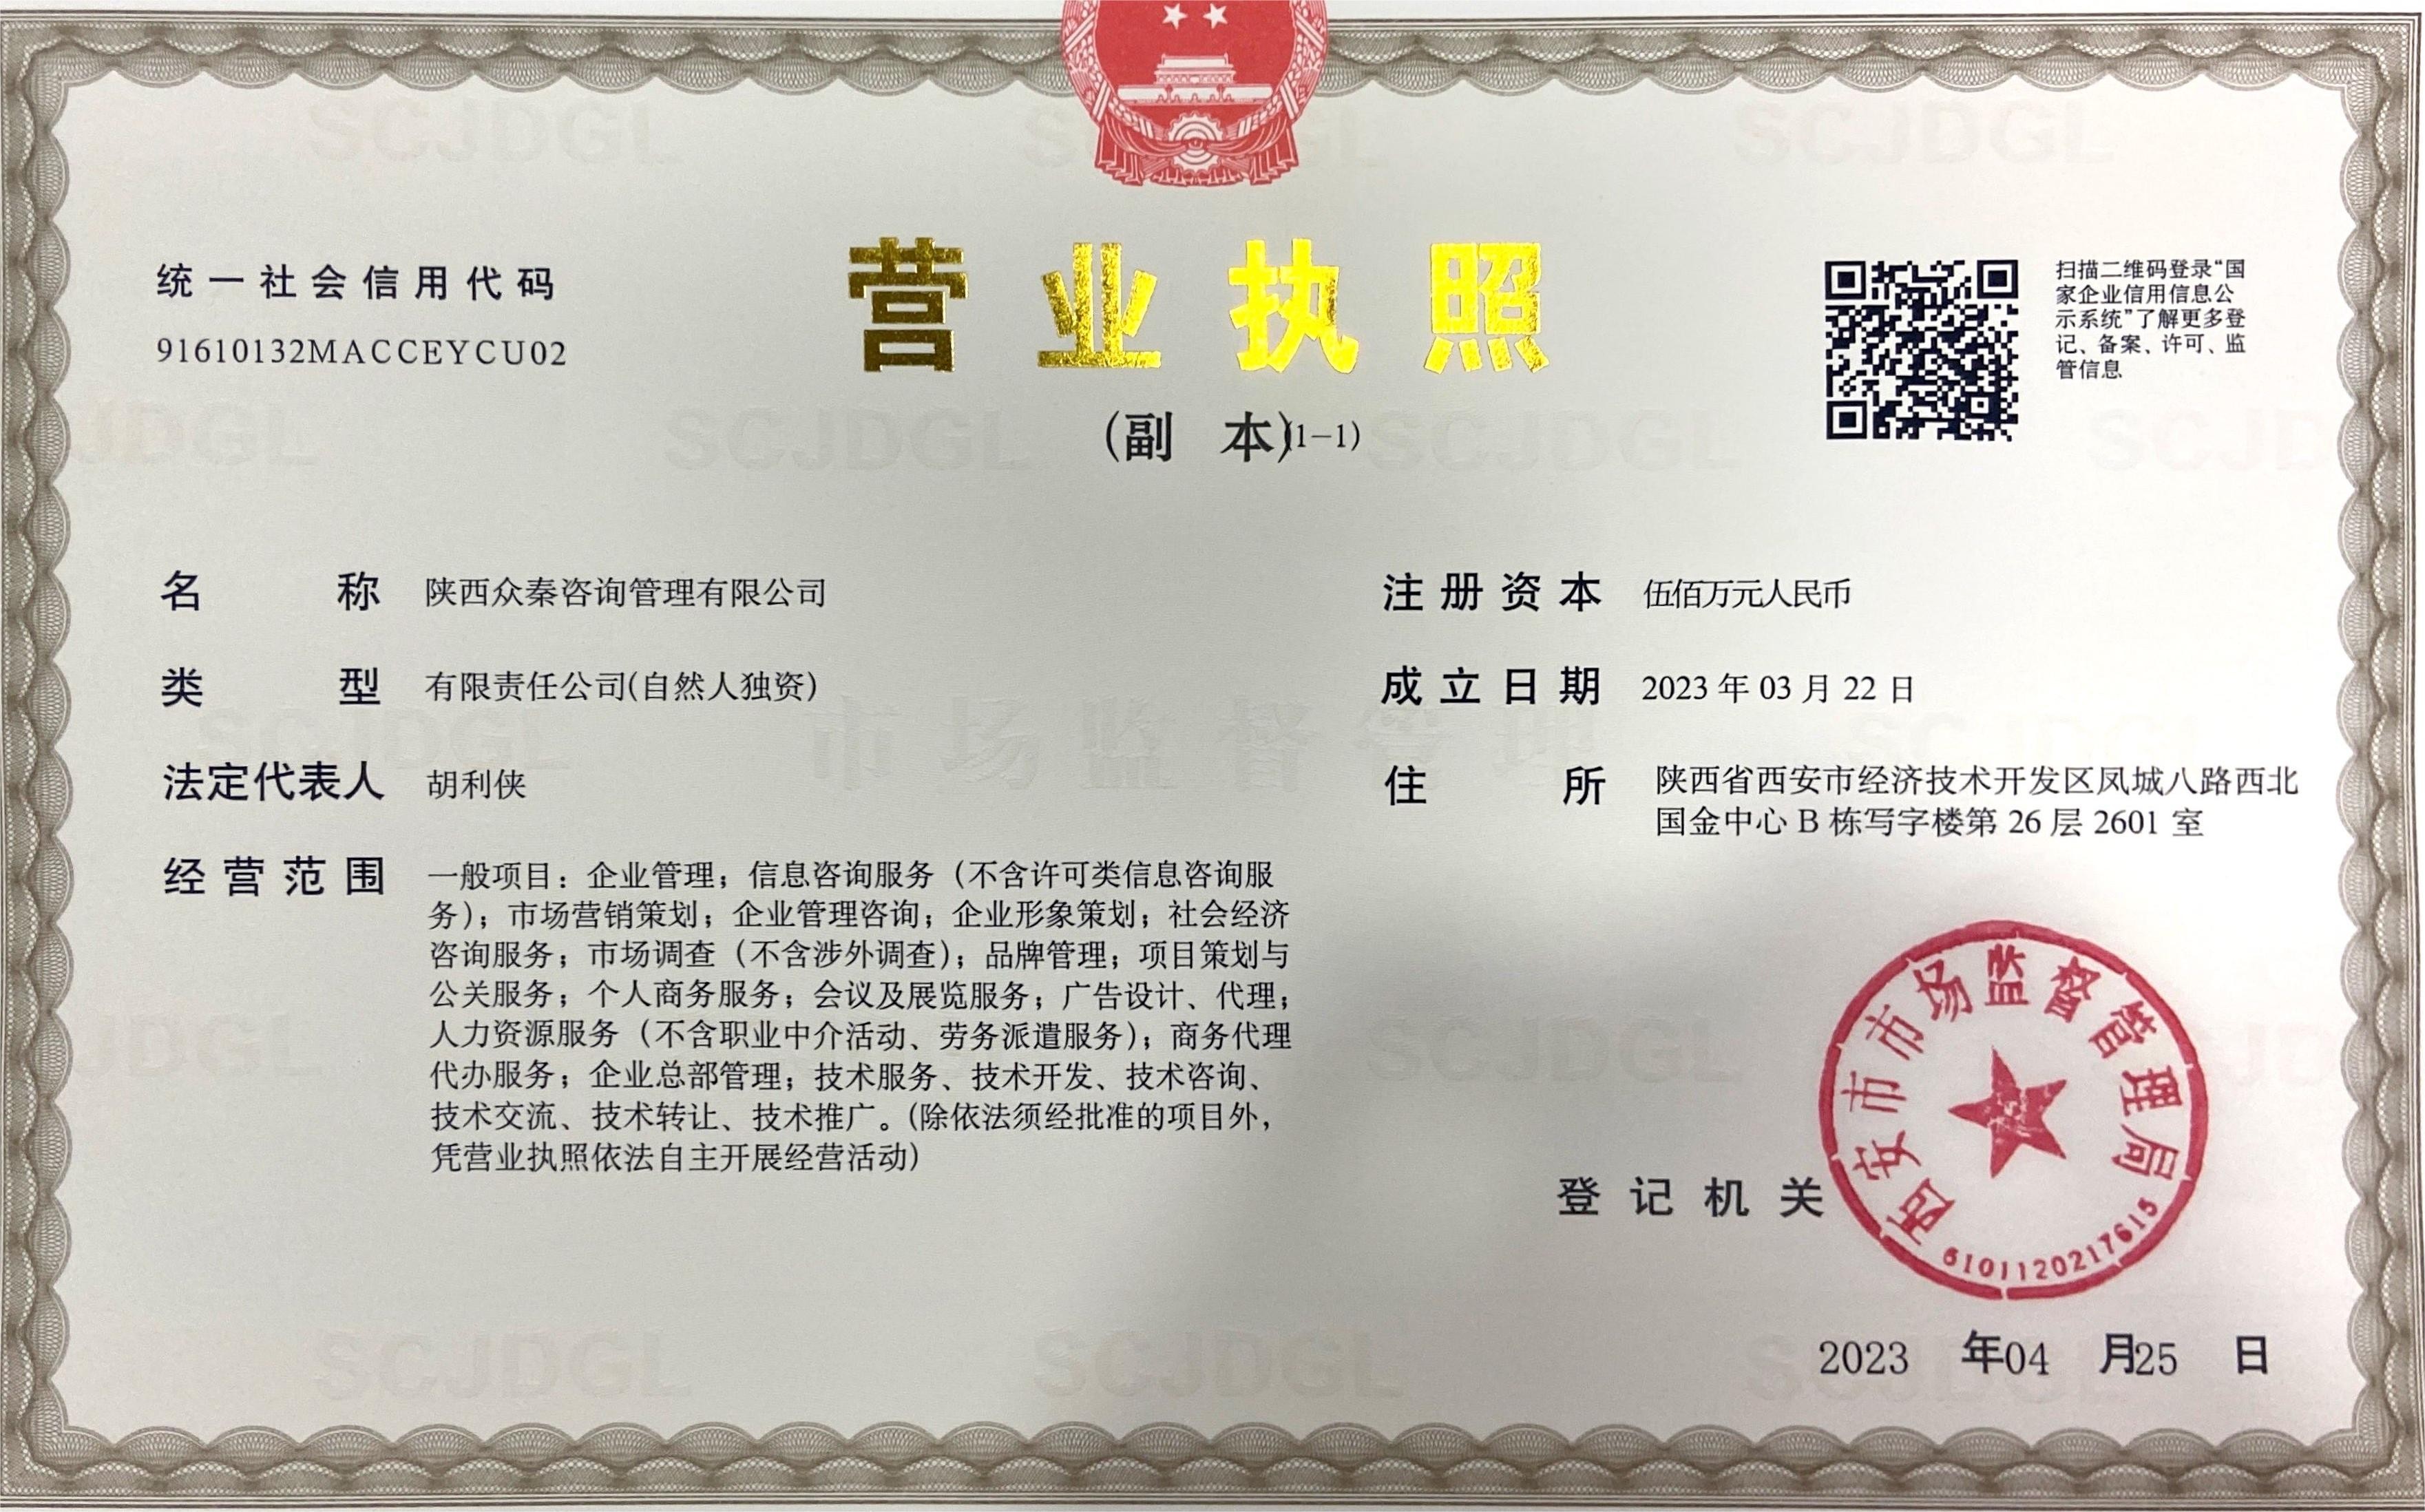 统一社会信用代码
91610132MACCEYCU02
营业执照
(副 本)(1-1)
扫描二维码登录“国
家企业信用信息公
示系统”了解更多登
记、备案、许可、监
管信息
名 称 陕西众秦咨询管理有限公司
类 型 有限责任公司(自然人独资)
法定代表人 胡利侠
经营范围 一般项目：企业管理；信息咨询服务（不含许可类信息咨询服
务）；市场营销策划；企业管理咨询；企业形象策划；社会经济
咨询服务；市场调查（不含涉外调查）；品牌管理；项目策划与
公关服务；个人商务服务；会议及展览服务；广告设计、代理；
人力资源服务（不含职业中介活动、劳务派遣服务）；商务代理
代办服务；企业总部管理；技术服务、技术开发、技术咨询、
技术交流、技术转让、技术推广。(除依法须经批准的项目外，
凭营业执照依法自主开展经营活动)
注册资本 伍佰万元人民币
成立日期 2023 年 03 月 22 日
住 所 陕西省西安市经济技术开发区凤城八路西北
国金中心 B 栋写字楼第 26 层 2601 室
登记机关
西安市市场监督管理局
6101120217615
2023 年04 月25 日
市场监督管理
SCJDGL